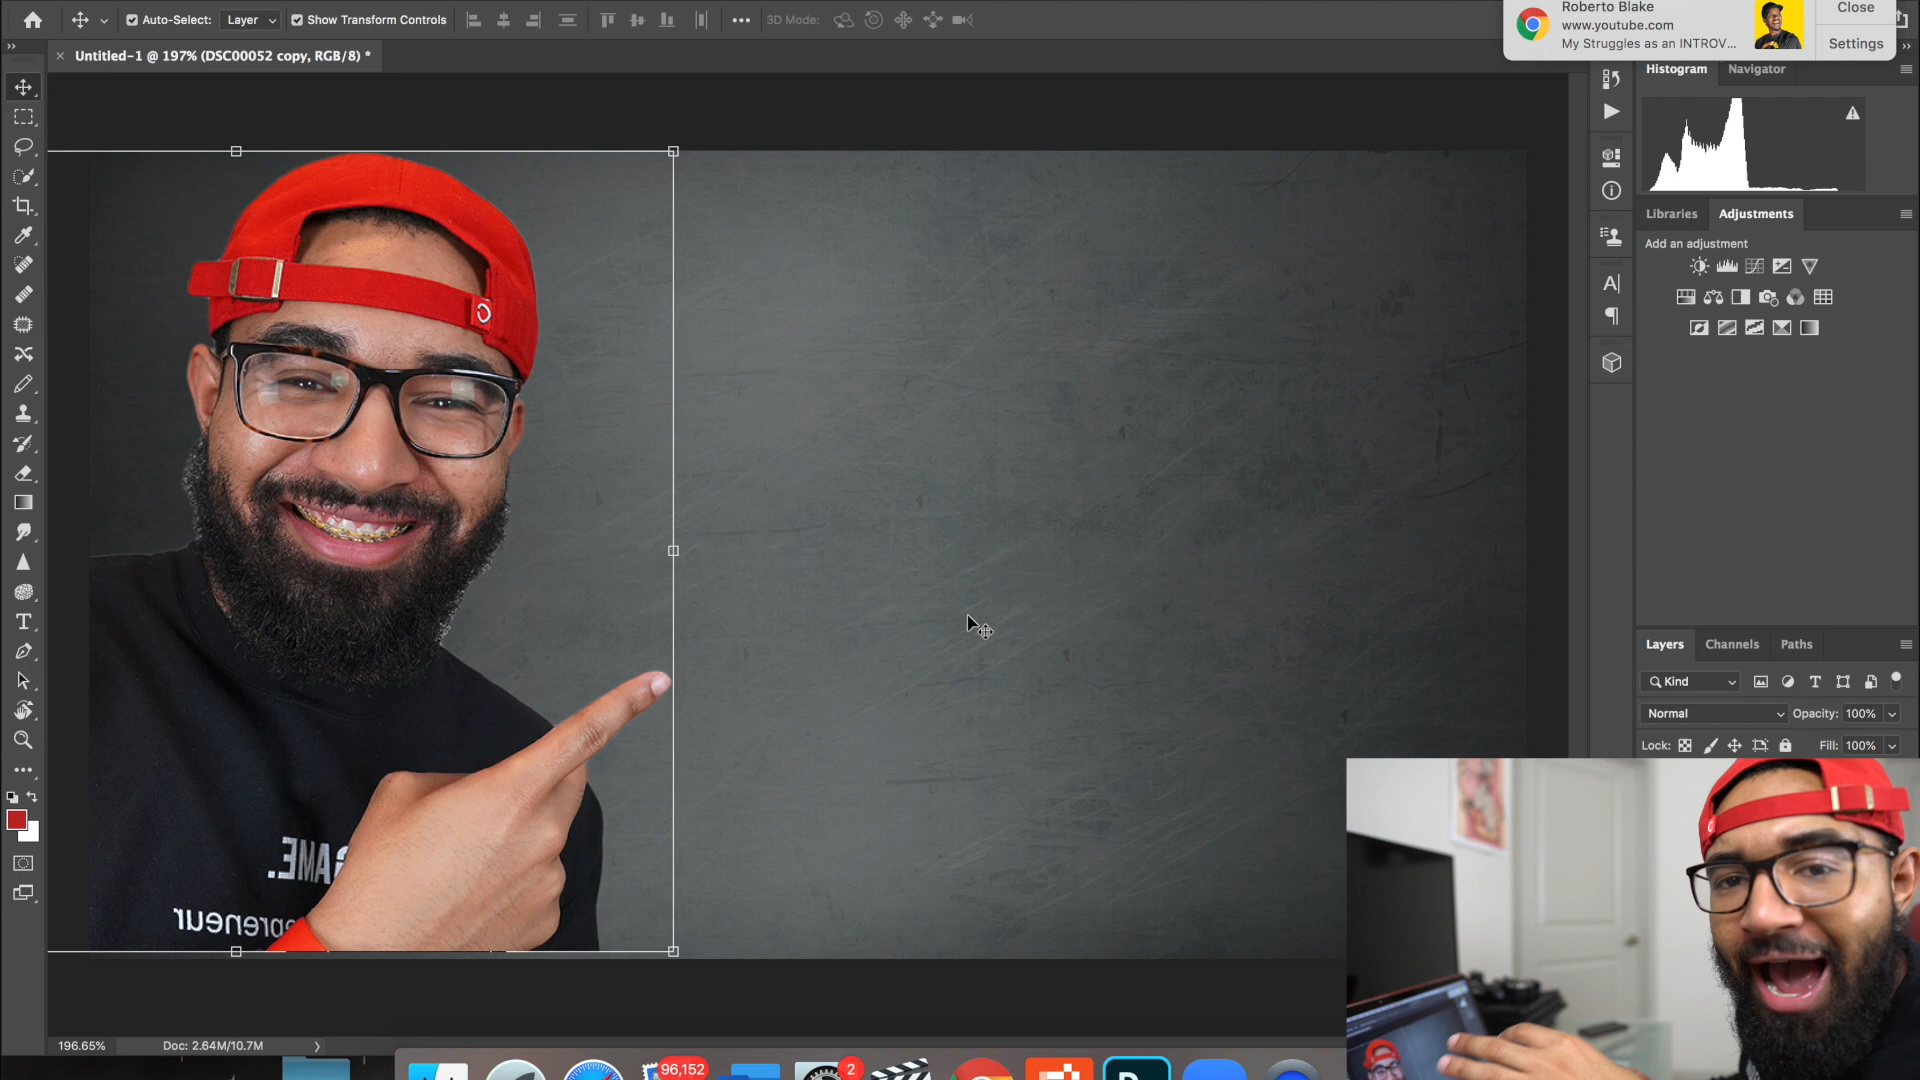 Auto-Select: Layer Show Transform Controls 3D Mode:
Roberto Blake
www.youtube.com
My Struggles as an INTROV...
Close
Settings
Untitled-1 @ 197% (DSC00052 copy, RGB/8) *
Histogram Navigator
Libraries Adjustments
Add an adjustment
GAME.
epreneur
Layers Channels Paths
Kind
Normal Opacity: 100%
Lock: Fill: 100%
196.65% Doc: 2.64M/10.7M
96,152
2